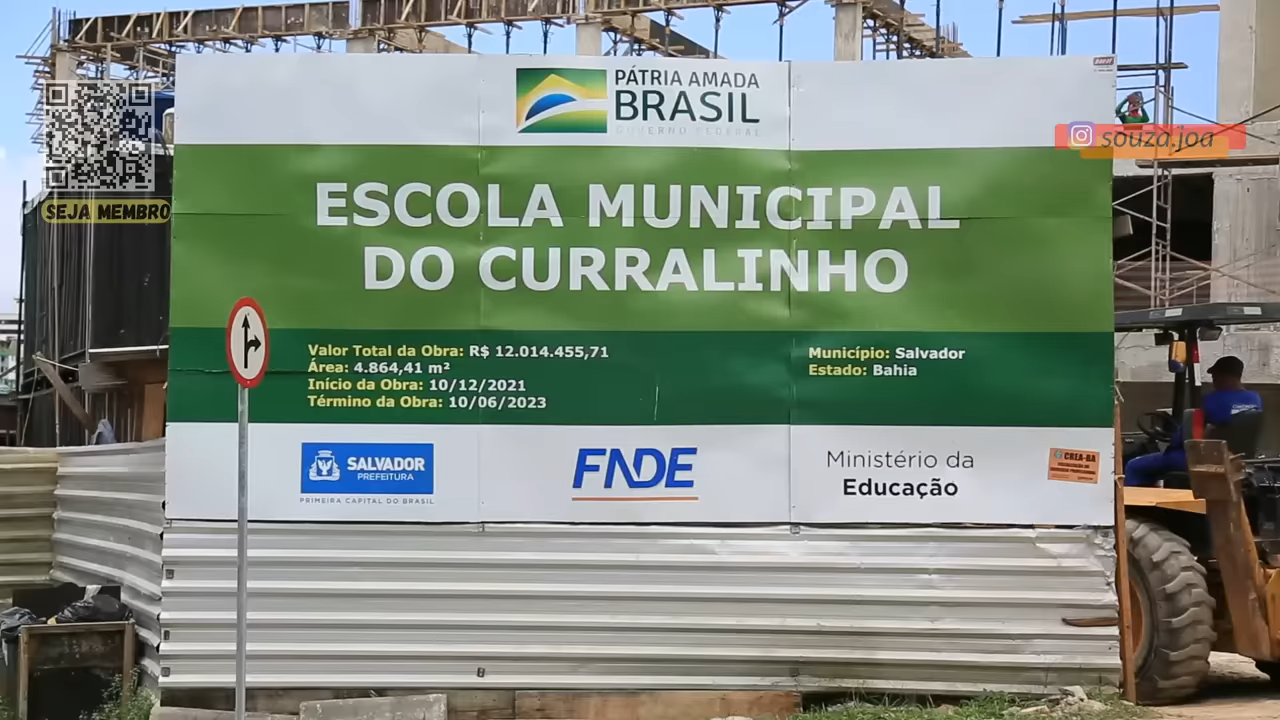 PÁTRIA AMADA
BRASIL
GOVERNO FEDERAL
souza.joa
SEJA MEMBRO
ESCOLA MUNICIPAL
DO CURRALINHO
Valor Total da Obra: R$ 12.014.455,71
Área: 4.864,41 m²
Início da Obra: 10/12/2021
Término da Obra: 10/06/2023
Município: Salvador
Estado: Bahia
SALVADOR
PREFEITURA
PRIMEIRA CAPITAL DO BRASIL
FNDE
Ministério da
Educação
CREA-BA